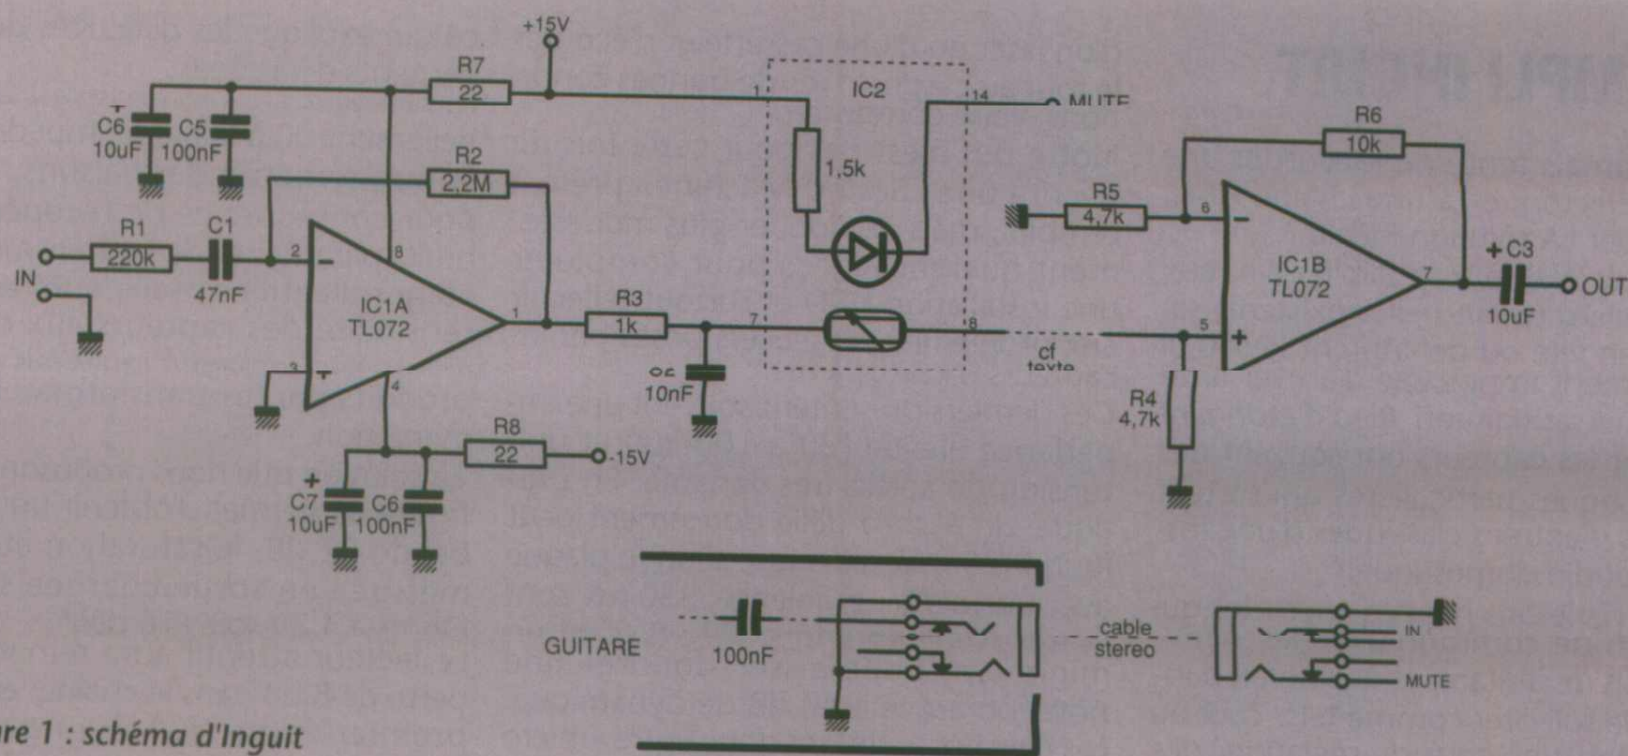 +15V
R7
22
1
IC2
14
MUTE
C6
10uF
C5
100nF
R2
2,2M
1,5k
R6
10k
R5
4,7k
6
R1
220k
C1
47nF
2
−
8
IN
IC1A
TL072
1
R3
1k
7
8
cf
texte
5
+
−
IC1B
TL072
7
+
C3
10uF
OUT
3
4
10nF
R4
4,7k
R8
22
-15V
+
C7
10uF
C6
100nF
GUITARE
100nF
cable
stereo
IN
MUTE
re 1 : schéma d'Inguit